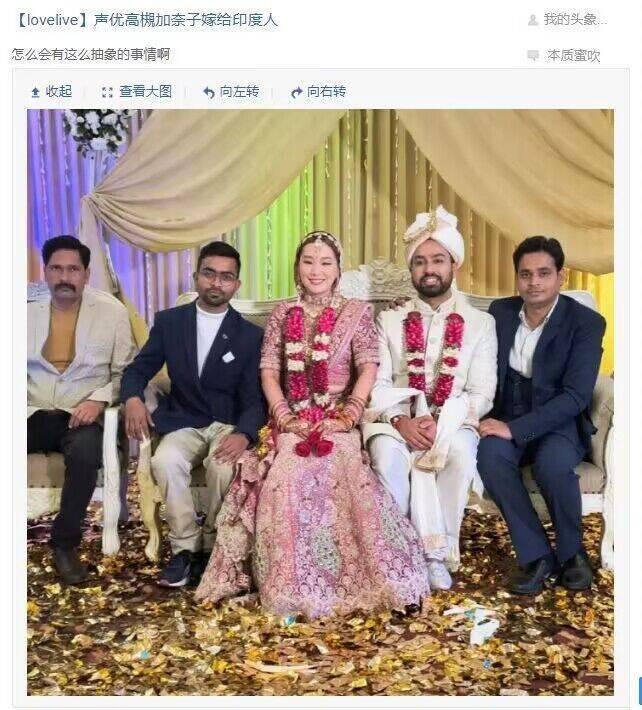 【lovelive】声优高槻加奈子嫁给印度人
我的头象...
怎么会有这么抽象的事情啊
本质蜜吹
收起 查看大图 向左转 向右转